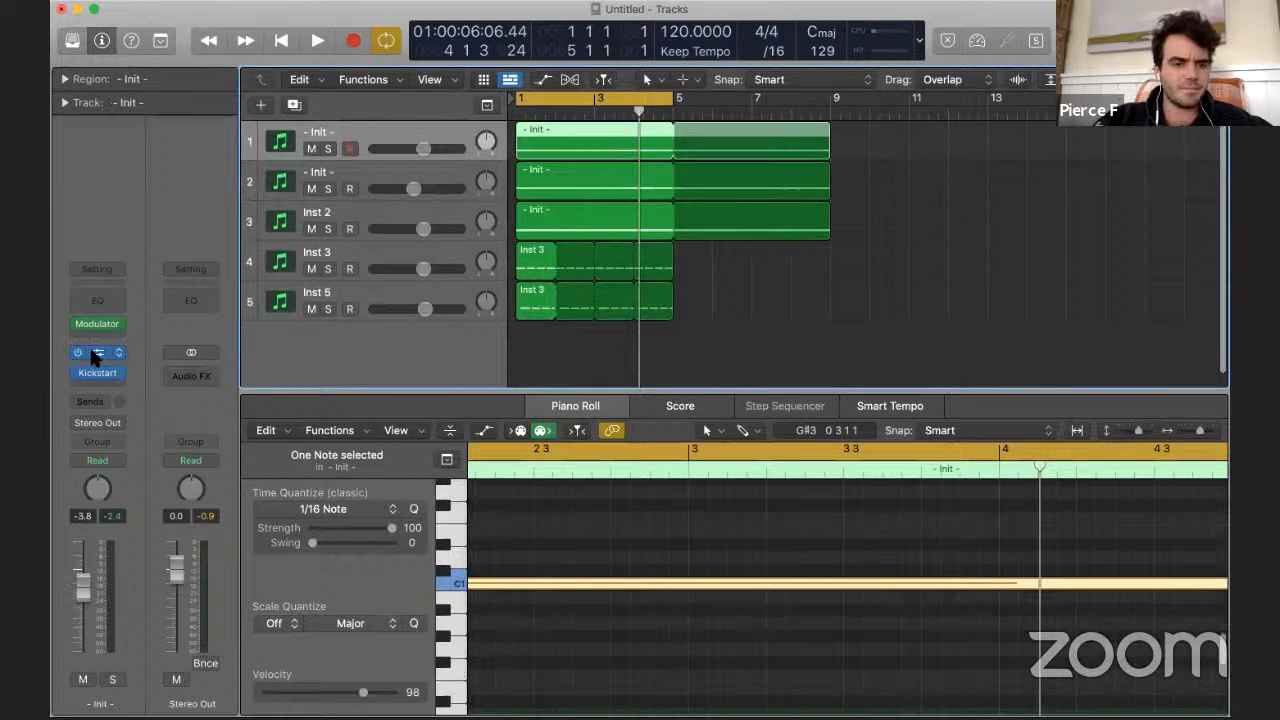 Untitled - Tracks
01:00:06:06.44
4 1 3 24
1 1 1 1
5 1 1 1
120.0000
Keep Tempo
4/4
/16
Cmaj
129
CPU
HD
S
Pierce F
Region: - Init -
Track: - Init -
Edit
Functions
View
Snap: Smart
Drag: Overlap
1 3 5 7 9 11 13
1 - Init -
M S R
2 - Init -
M S R
3 Inst 2
M S R
4 Inst 3
M S R
5 Inst 5
M S R
- Init -
- Init -
- Init -
Inst 3
Inst 3
Setting
Setting
EQ
EQ
Modulator
Kickstart
Audio FX
Sends
Stereo Out
Group
Group
Read
Read
-3.8 -2.4
0.0 -0.9
Bnce
M S
M
- Init -
Stereo Out
Piano Roll
Score
Step Sequencer
Smart Tempo
Edit
Functions
View
G#3 0 3 1 1
Snap: Smart
One Note selected
in - Init -
2 3 3 3 3 4 4 3
- Init -
Time Quantize (classic)
1/16 Note Q
Strength 100
Swing 0
Scale Quantize
Off Major Q
Velocity
98
C1
zoom